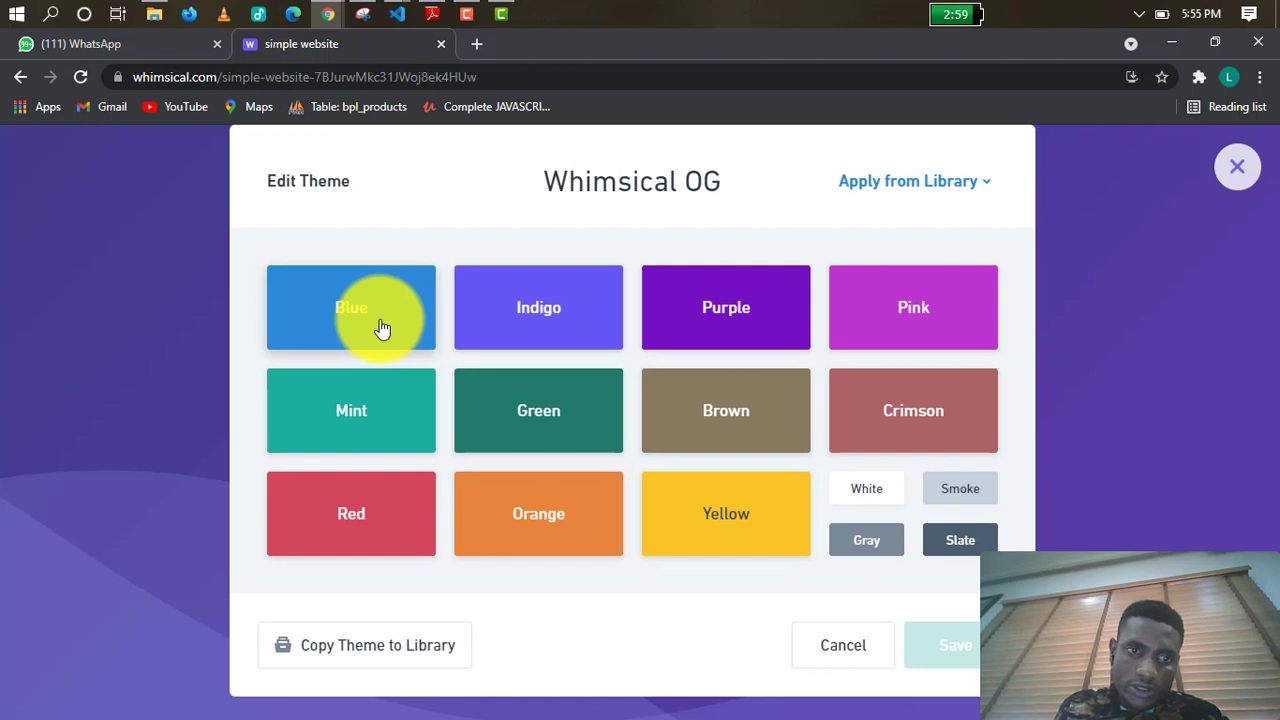 2:59
5:55 PM
99+
(111) WhatsApp
simple website
whimsical.com/simple-website-7BJurwMkc31JWoj8ek4HUw
L
Apps
Gmail
YouTube
Maps
Table: bpl_products
Complete JAVASCRI...
Reading list
Edit Theme
Whimsical OG
Apply from Library
Blue
Indigo
Purple
Pink
Mint
Green
Brown
Crimson
Red
Orange
Yellow
White
Smoke
Gray
Slate
Copy Theme to Library
Cancel
Save